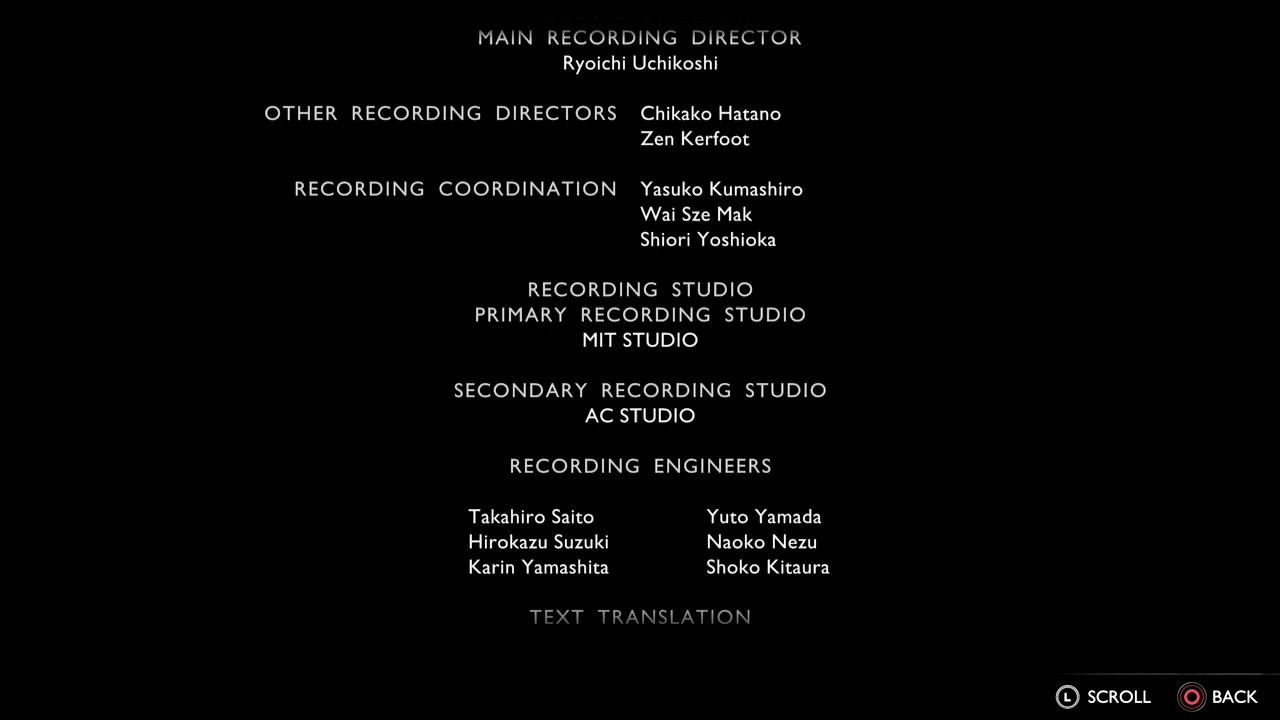 MAIN RECORDING DIRECTOR
Ryoichi Uchikoshi
OTHER RECORDING DIRECTORS Chikako Hatano
Zen Kerfoot
RECORDING COORDINATION Yasuko Kumashiro
Wai Sze Mak
Shiori Yoshioka
RECORDING STUDIO
PRIMARY RECORDING STUDIO
MIT STUDIO
SECONDARY RECORDING STUDIO
AC STUDIO
RECORDING ENGINEERS
Takahiro Saito Yuto Yamada
Hirokazu Suzuki Naoko Nezu
Karin Yamashita Shoko Kitaura
TEXT TRANSLATION
L SCROLL BACK